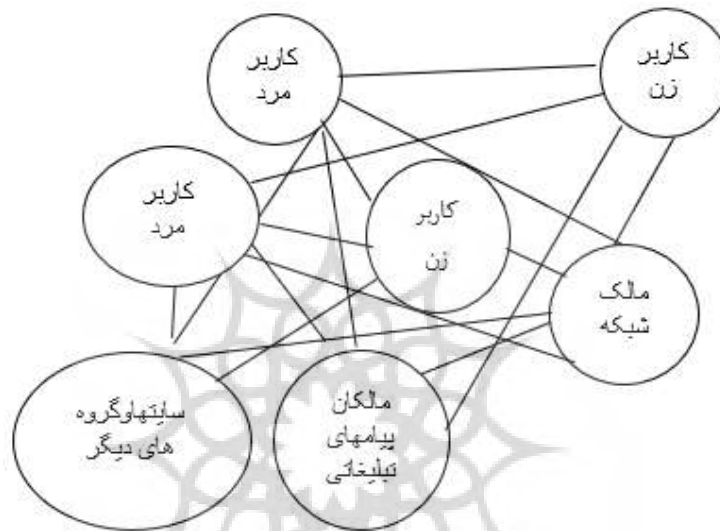 کاربر
مرد
کاربر
زن
کاربر
مرد
کاربر
زن
مالک
شبکه
سایتهاوگروه
های دیگر
مالکان
پیامهای
تبلیغاتی